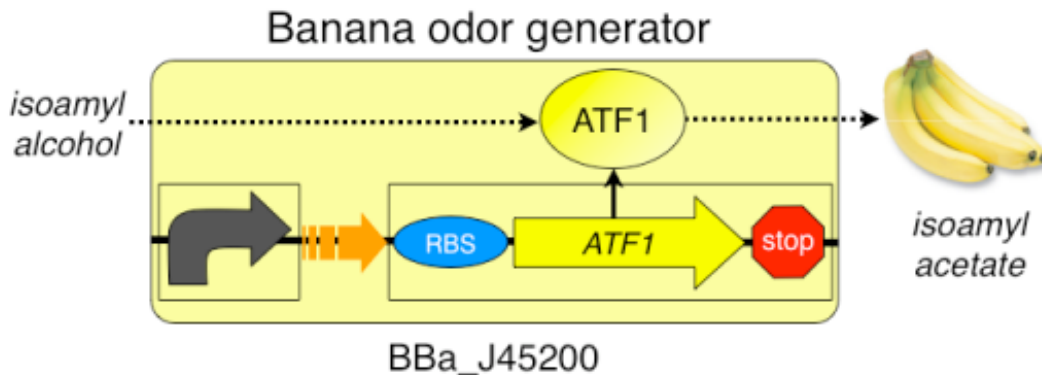 Banana odor generator
isoamyl
alcohol
ATF1
RBS
ATF1
stop
isoamyl
acetate
BBa_J45200